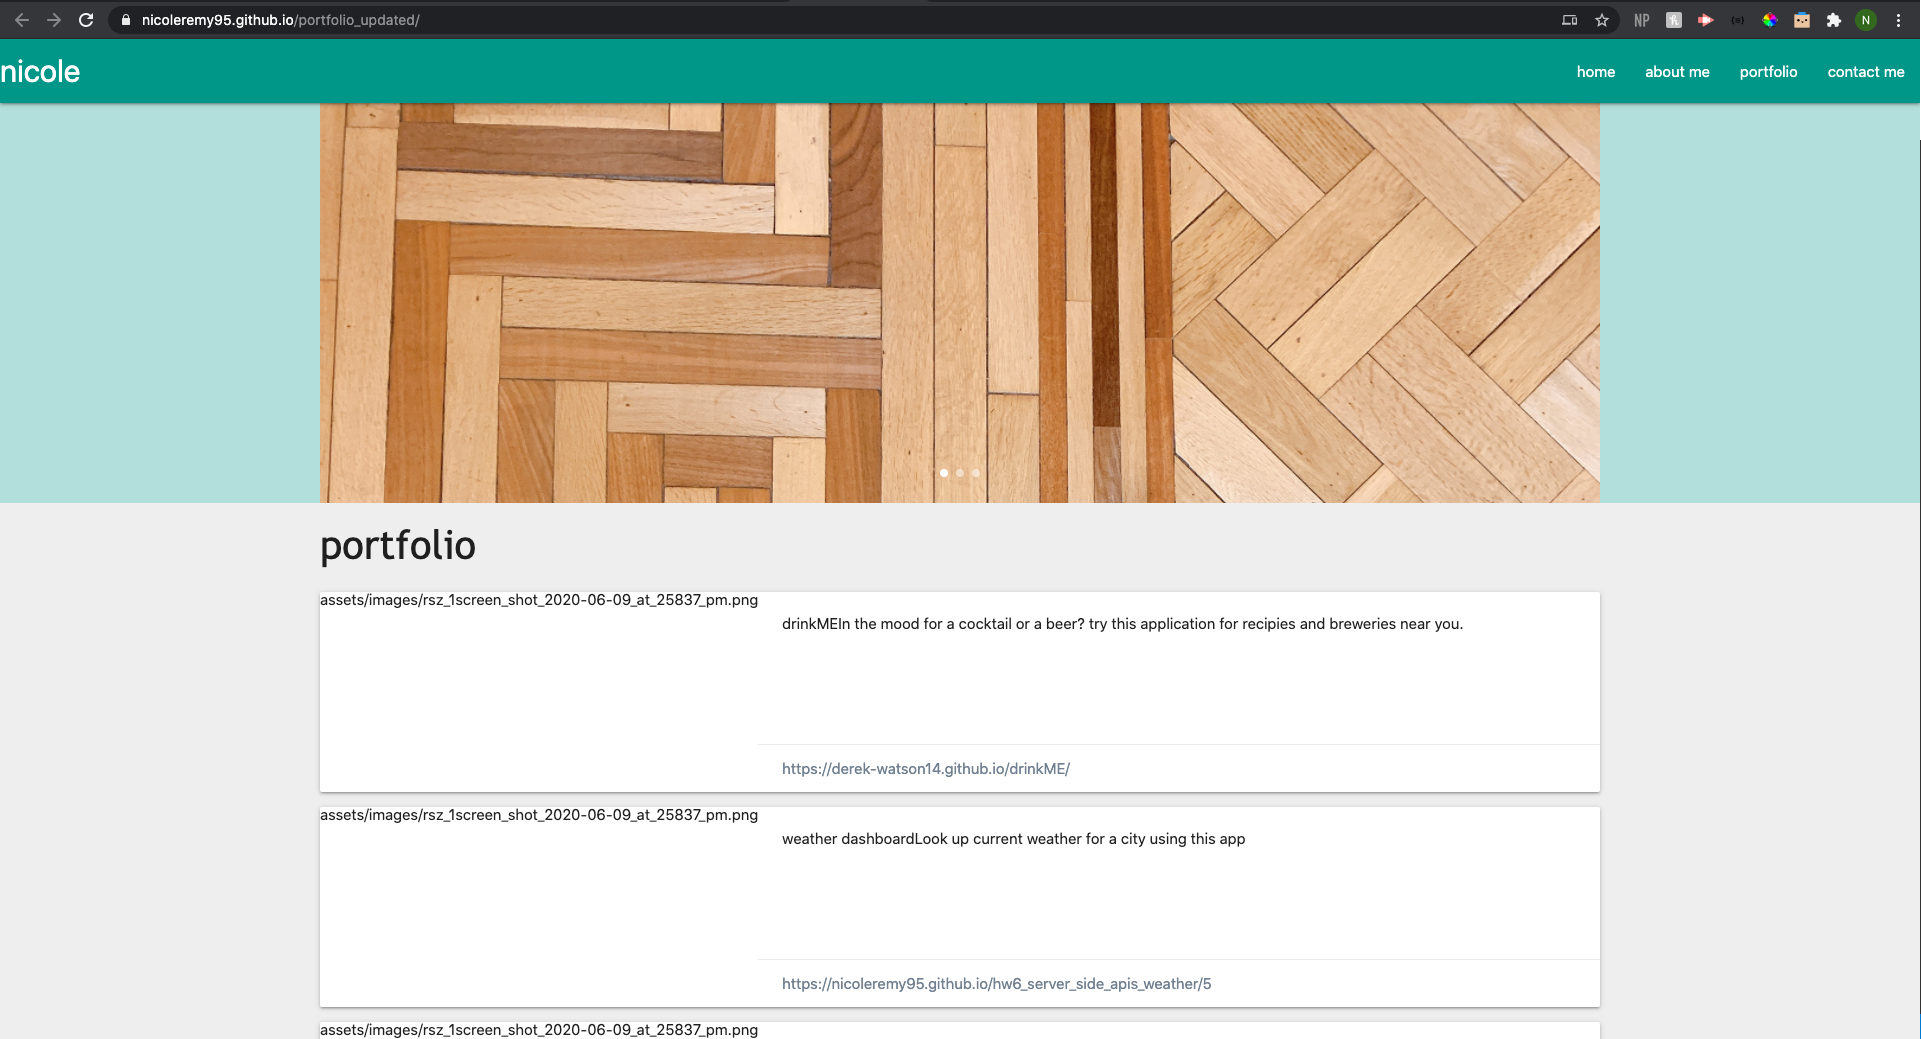 nicoleremy95.github.io/portfolio_updated/
NP
N
nicole
home about me portfolio contact me
portfolio
assets/images/rsz_1screen_shot_2020-06-09_at_25837_pm.png
drinkMEIn the mood for a cocktail or a beer? try this application for recipies and breweries near you.
https://derek-watson14.github.io/drinkME/
assets/images/rsz_1screen_shot_2020-06-09_at_25837_pm.png
weather dashboardLook up current weather for a city using this app
https://nicoleremy95.github.io/hw6_server_side_apis_weather/5
assets/images/rsz_1screen_shot_2020-06-09_at_25837_pm.png